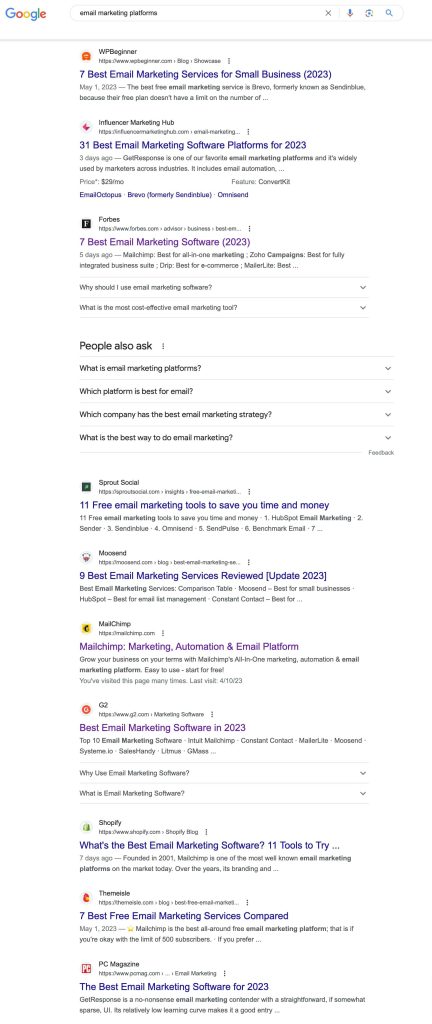 Google
email marketing platforms
WPBeginner
https://www.wpbeginner.com › Blog › Showcase
7 Best Email Marketing Services for Small Business (2023)
May 1, 2023 — The best free email marketing service is Brevo, formerly known as Sendinblue,
because their free plan doesn't have a limit on the number of ...
Influencer Marketing Hub
https://influencermarketinghub.com › email-marketing...
31 Best Email Marketing Software Platforms for 2023
3 days ago — GetResponse is one of our favorite email marketing platforms and it's widely
used by marketers across industries. It includes email automation, ...
Price*: $29/mo Feature: ConvertKit
EmailOctopus · Brevo (formerly Sendinblue) · Omnisend
Forbes
https://www.forbes.com › advisor › business › best-em...
7 Best Email Marketing Software (2023)
5 days ago — Mailchimp: Best for all-in-one marketing ; Zoho Campaigns: Best for fully
integrated business suite ; Drip: Best for e-commerce ; MailerLite: Best ...
Why should I use email marketing software?
What is the most cost-effective email marketing tool?
People also ask
What is email marketing platforms?
Which platform is best for email?
Which company has the best email marketing strategy?
What is the best way to do email marketing?
Feedback
Sprout Social
https://sproutsocial.com › insights › free-email-marketi...
11 Free email marketing tools to save you time and money
11 Free email marketing tools to save you time and money · 1. HubSpot Email Marketing · 2.
Sender · 3. Sendinblue · 4. Omnisend · 5. SendPulse · 6. Benchmark Email · 7 ...
Moosend
https://moosend.com › blog › best-email-marketing-se...
9 Best Email Marketing Services Reviewed [Update 2023]
Best Email Marketing Services: Comparison Table · Moosend – Best for small businesses ·
HubSpot – Best for email list management · Constant Contact – Best for ...
MailChimp
https://mailchimp.com
Mailchimp: Marketing, Automation & Email Platform
Grow your business on your terms with Mailchimp's All-In-One marketing, automation & email
marketing platform. Easy to use - start for free!
You've visited this page many times. Last visit: 4/10/23
G2
https://www.g2.com › Marketing Software
Best Email Marketing Software in 2023
Top 10 Email Marketing Software · Intuit Mailchimp · Constant Contact · MailerLite · Moosend ·
Systeme.io · SalesHandy · Litmus · GMass ...
Why Use Email Marketing Software?
What is Email Marketing Software?
Shopify
https://www.shopify.com › Shopify Blog
What's the Best Email Marketing Software? 11 Tools to Try ...
7 days ago — Founded in 2001, Mailchimp is one of the most well known email marketing
platforms on the market today. Over the years, its branding and ...
Themeisle
https://themeisle.com › blog › best-free-email-marketi...
7 Best Free Email Marketing Services Compared
May 1, 2023 — ⭐ Mailchimp is the best all-around free email marketing platform; that is if
you're okay with the limit of 500 subscribers. · If you prefer ...
PC Magazine
https://www.pcmag.com › ... › Email Marketing
The Best Email Marketing Software for 2023
GetResponse is a no-nonsense email marketing contender with a straightforward, if somewhat
sparse, UI. Its relatively low learning curve makes it a good entry ...